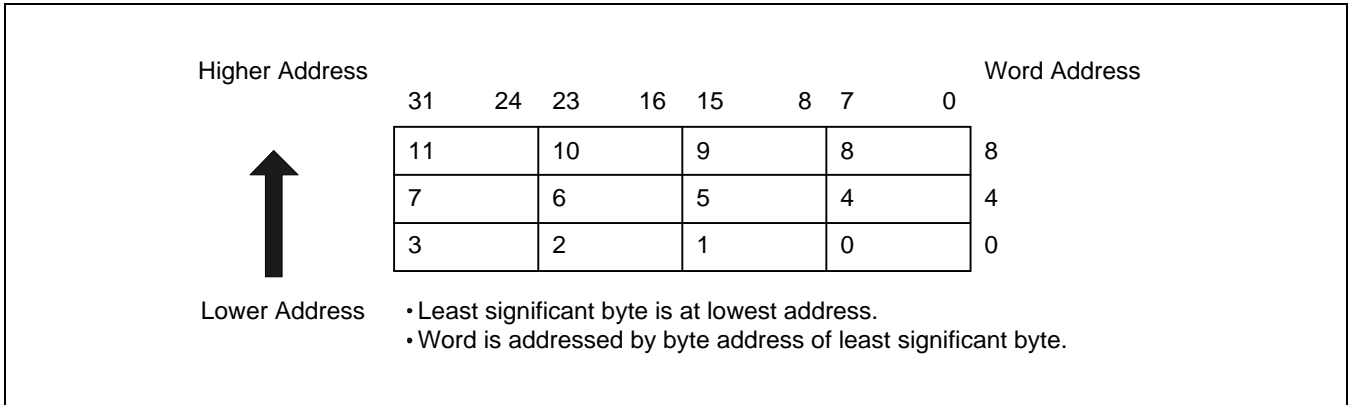 Higher Address Word Address
31 24 23 16 15 8 7 0
11 10 9 8 8
7 6 5 4 4
3 2 1 0 0
Lower Address • Least significant byte is at lowest address.
• Word is addressed by byte address of least significant byte.